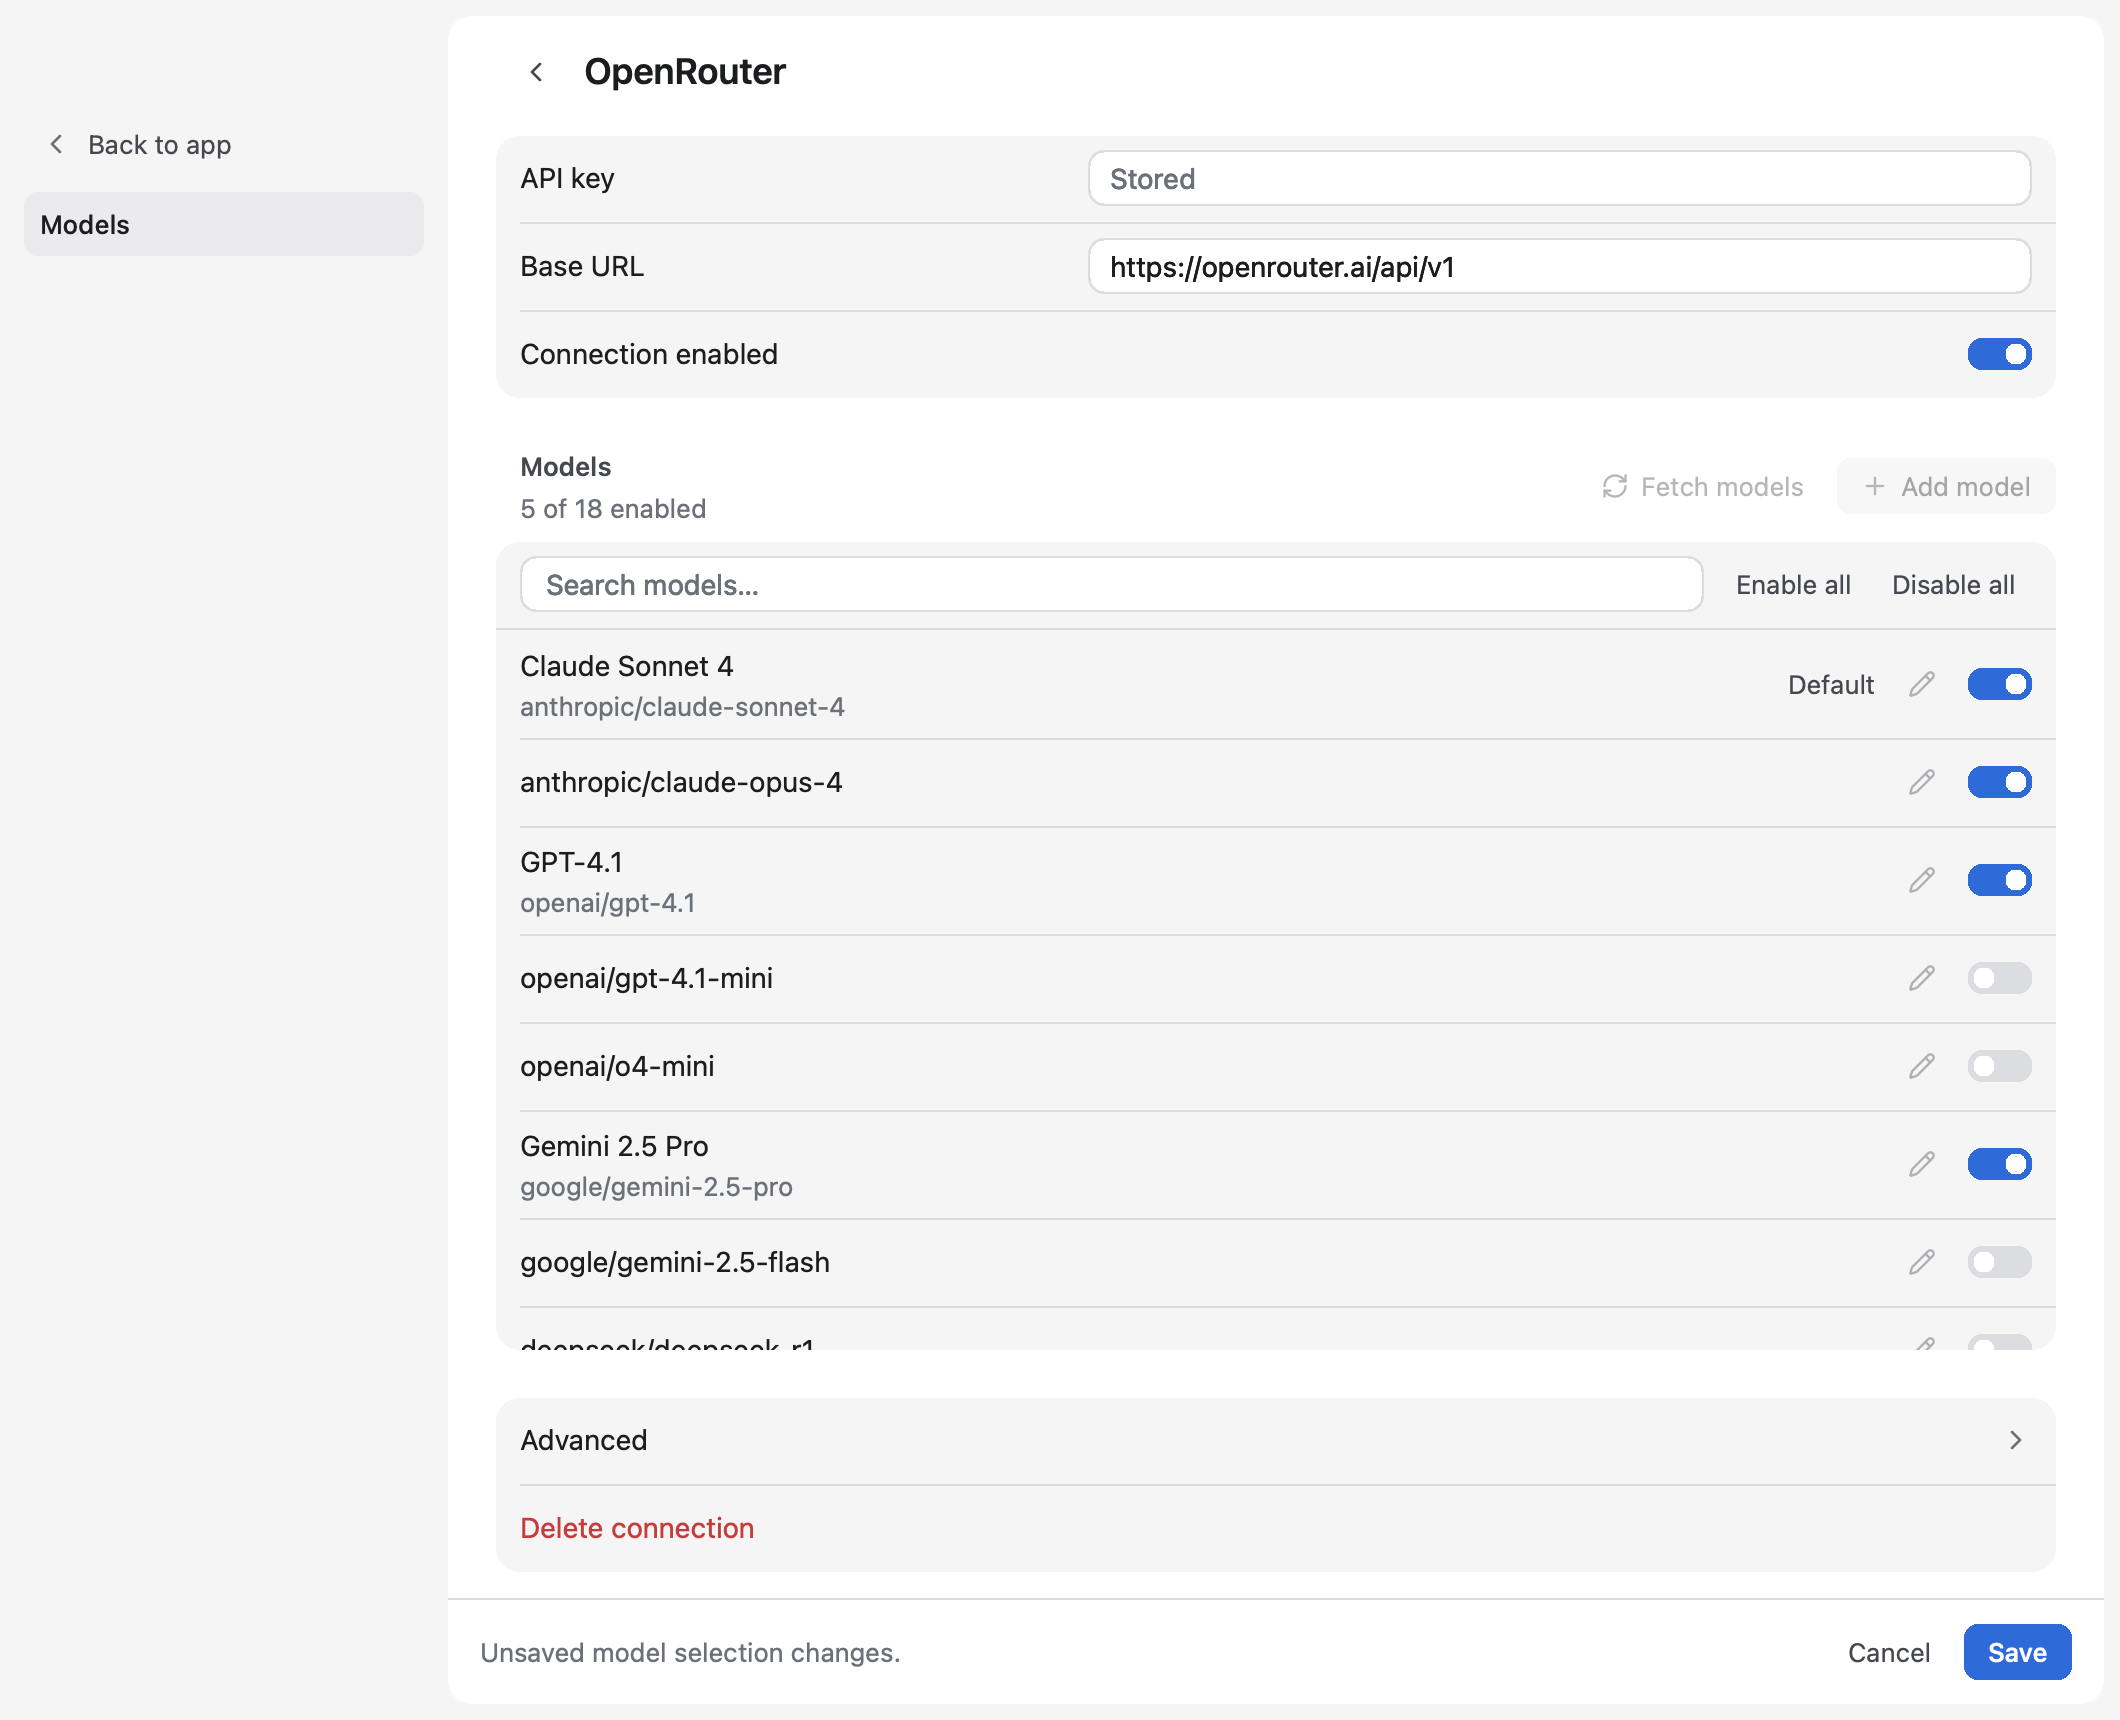 OpenRouter
Back to app
Models
API key
Stored
Base URL
https://openrouter.ai/api/v1
Connection enabled
Models
5 of 18 enabled
Fetch models
Add model
Search models...
Enable all
Disable all
Claude Sonnet 4
anthropic/claude-sonnet-4
Default
anthropic/claude-opus-4
GPT-4.1
openai/gpt-4.1
openai/gpt-4.1-mini
openai/o4-mini
Gemini 2.5 Pro
google/gemini-2.5-pro
google/gemini-2.5-flash
deepseek/deepseek-r1
Advanced
Delete connection
Unsaved model selection changes.
Cancel
Save